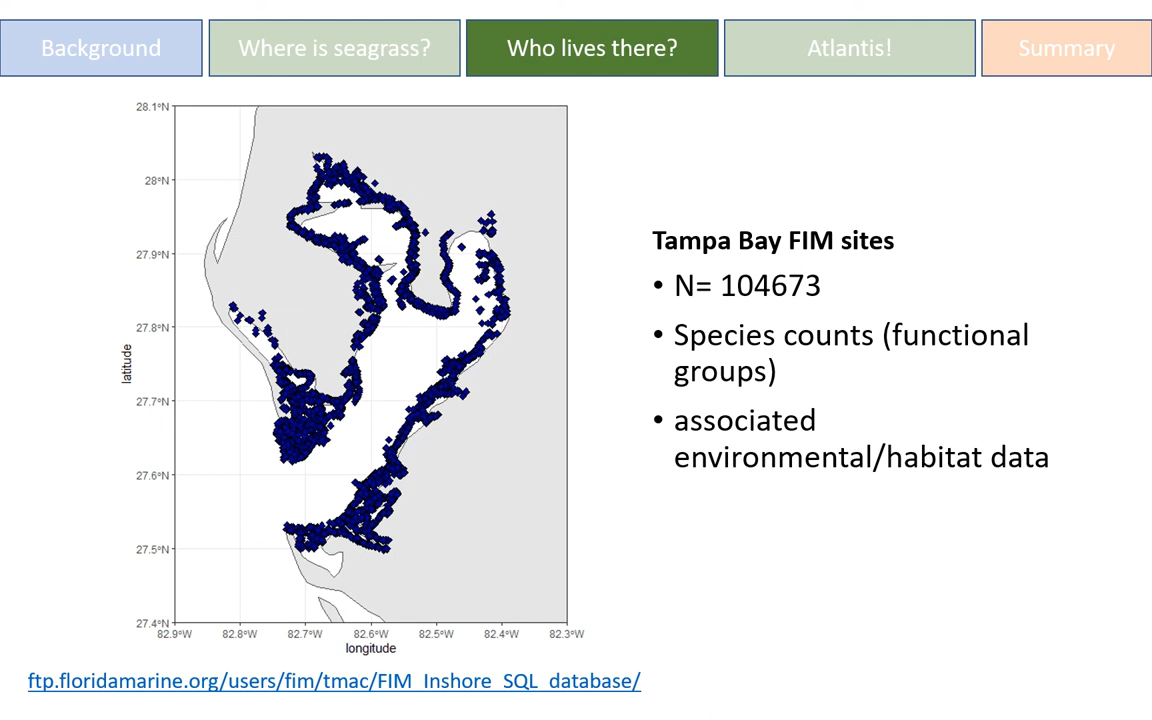 Background
Where is seagrass?
Who lives there?
Atlantis!
Summary
28.1°N
28°N
27.9°N
27.8°N
27.7°N
27.6°N
27.5°N
27.4°N
latitude
82.9°W
82.8°W
82.7°W
82.6°W
82.5°W
82.4°W
82.3°W
longitude
Tampa Bay FIM sites
• N= 104673
• Species counts (functional
groups)
• associated
environmental/habitat data
ftp.floridamarine.org/users/fim/tmac/FIM_Inshore_SQL_database/